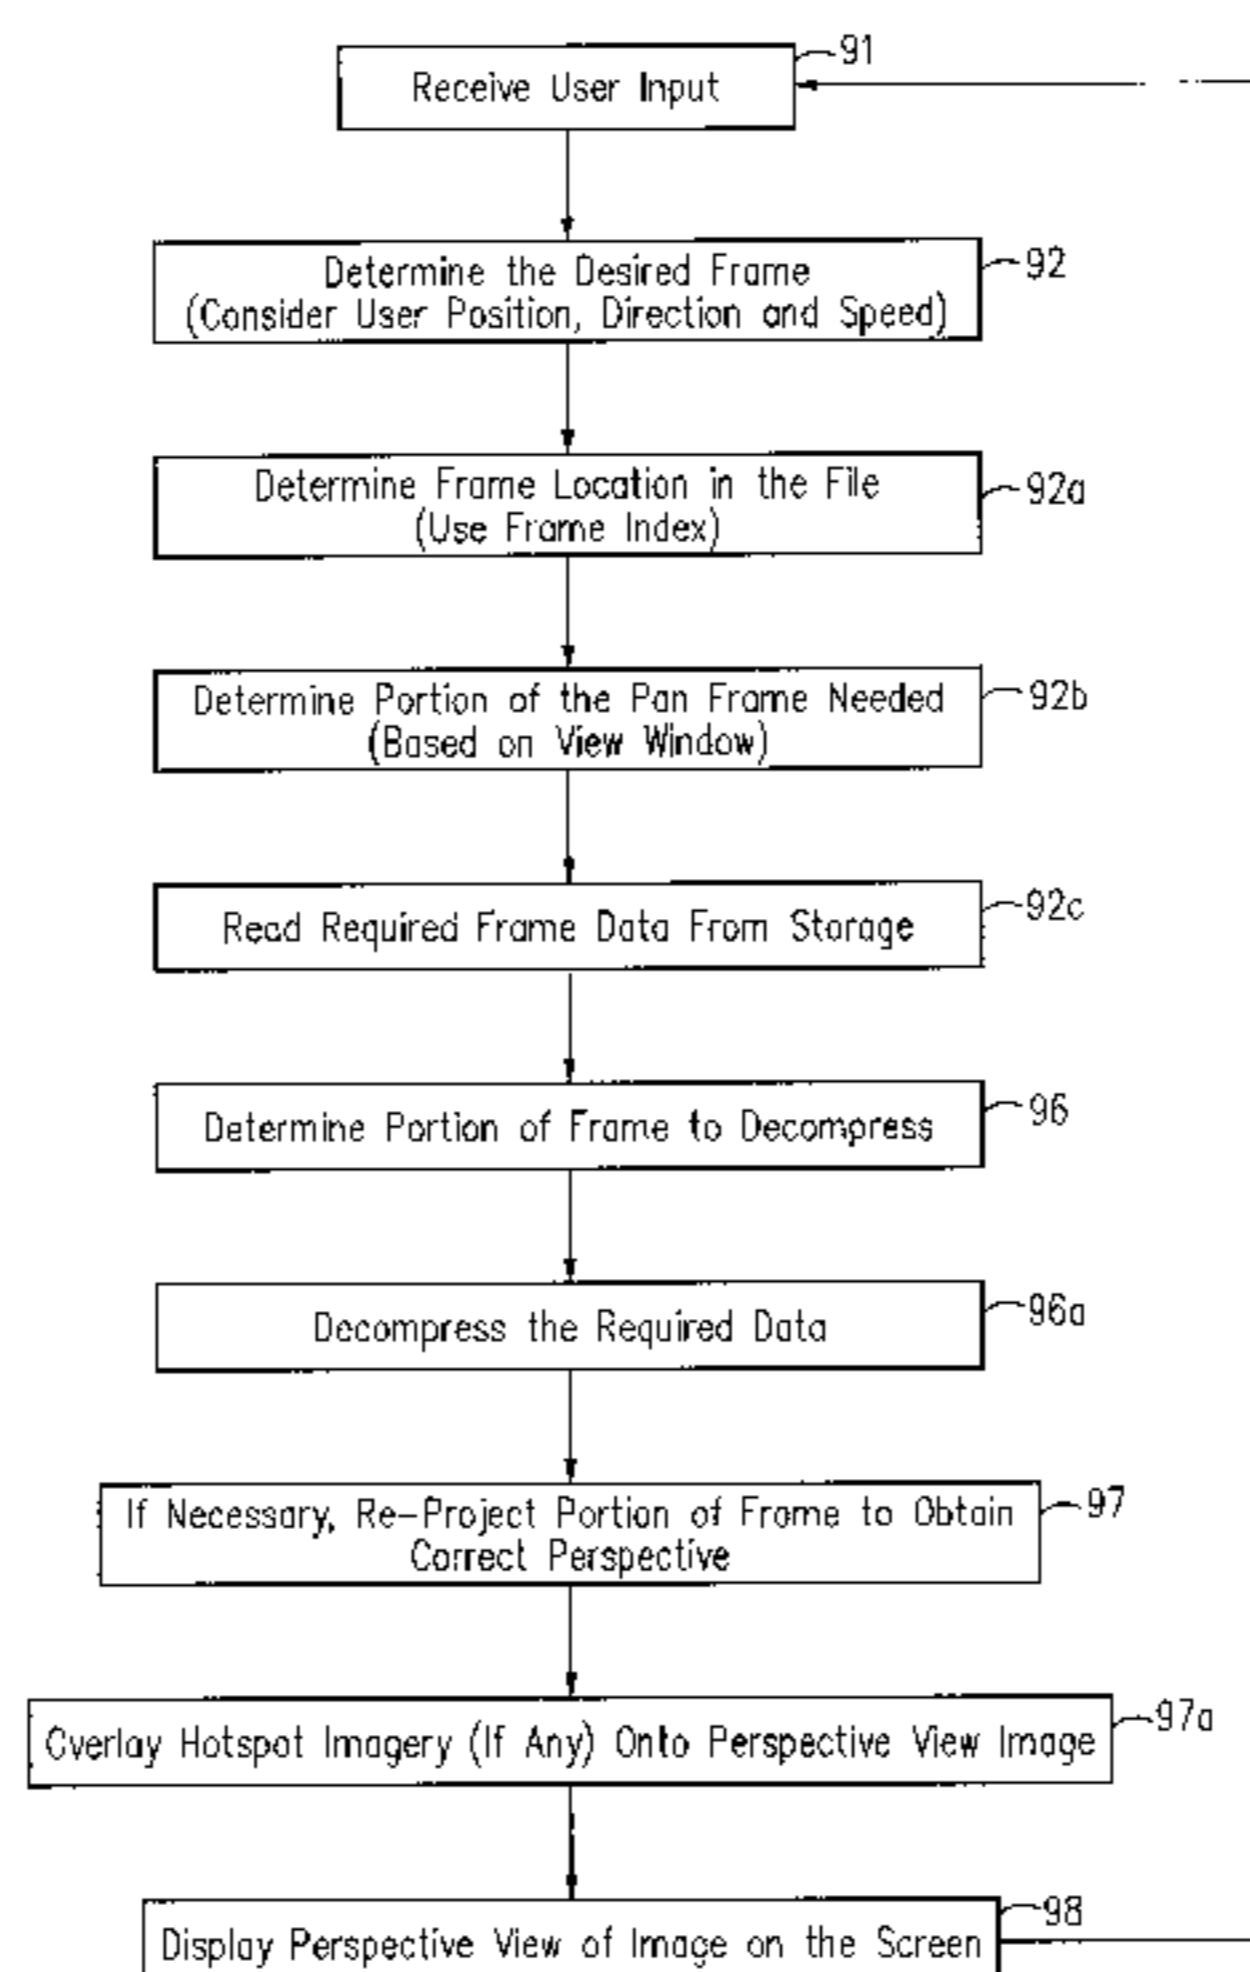 91
Receive User Input
Determine the Desired Frame
(Consider User Position, Direction and Speed)
92
Determine Frame Location in the File
(Use Frame Index)
92a
Determine Portion of the Pan Frame Needed
(Based on View Window)
92b
Read Required Frame Data From Storage
92c
Determine Portion of Frame to Decompress
96
Decompress the Required Data
96a
If Necessary, Re-Project Portion of Frame to Obtain
Correct Perspective
97
Overlay Hotspot Imagery (If Any) Onto Perspective View Image
97a
Display Perspective View of Image on the Screen
98